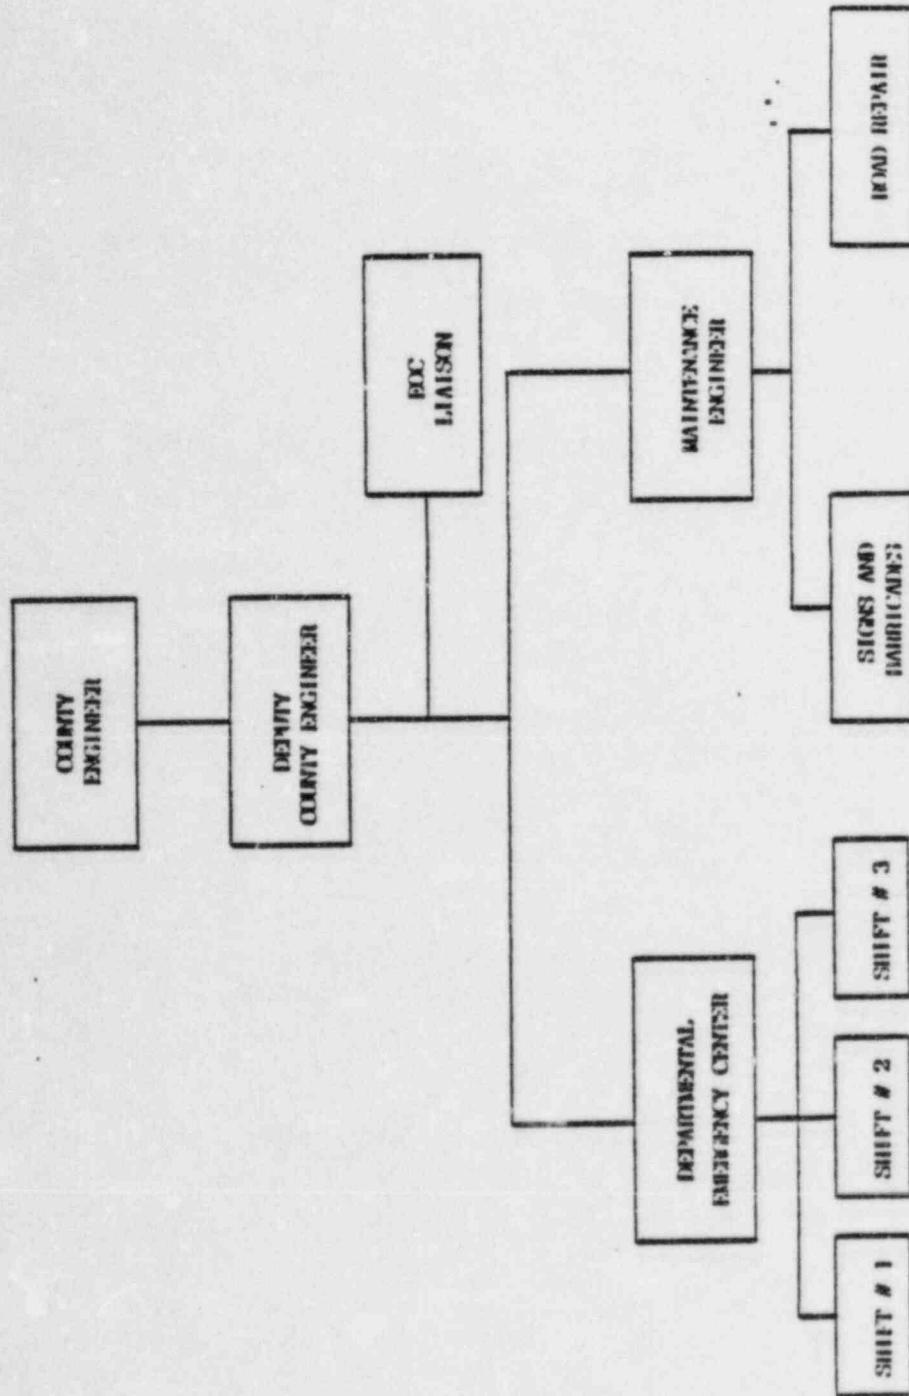 COUNTY
ENGINEER
DEPUTY
COUNTY ENGINEER
EOC
LIAISON
DEPARTMENTAL
EMERGENCY CENTER
MAINTENANCE
ENGINEER
SHIFT # 1
SHIFT # 2
SHIFT # 3
SIGNS AND
BARRICADES
ROAD REPAIR